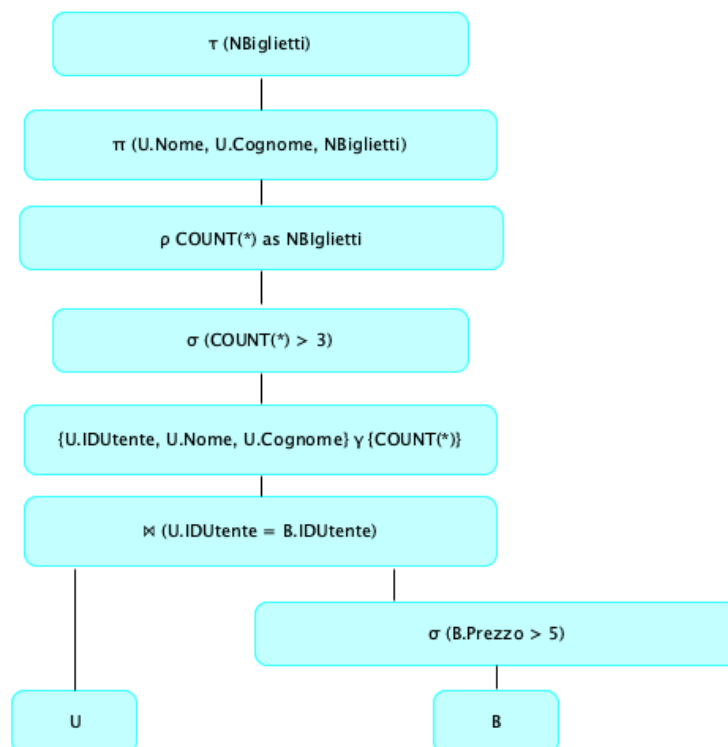 τ (NBiglietti)
π (U.Nome, U.Cognome, NBiglietti)
ρ COUNT(*) as NBIglietti
σ (COUNT(*) > 3)
{U.IDUtente, U.Nome, U.Cognome} γ {COUNT(*)}
⋈ (U.IDUtente = B.IDUtente)
σ (B.Prezzo > 5)
U
B